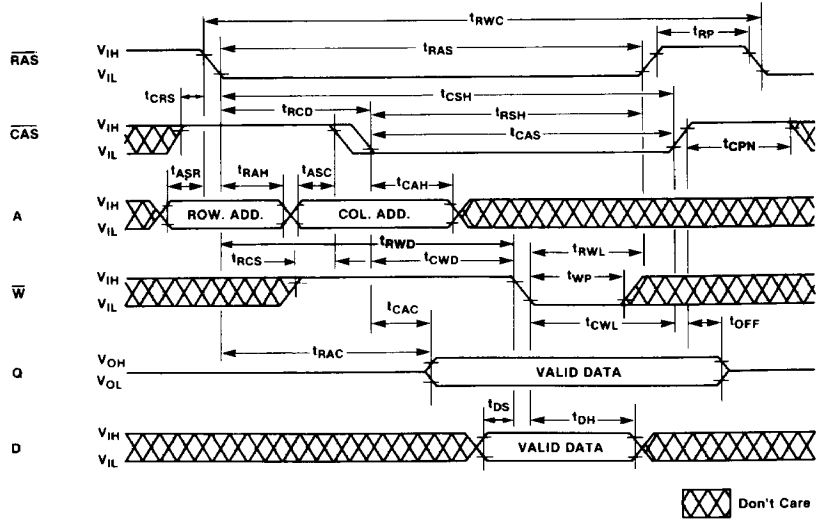 tRWC
RAS
VIH
VIL
tRAS
tRP
tCRS
tCSH
tRCD
tRSH
CAS
VIH
VIL
tCAS
tCPN
tASR
tRAH
tASC
tCAH
A
VIH
VIL
ROW. ADD.
COL. ADD.
tRWD
tRWL
tRCS
tCWD
W
VIH
VIL
tWP
tCAC
tCWL
tOFF
tRAC
Q
VOH
VOL
VALID DATA
tDS
tDH
D
VIH
VIL
VALID DATA
Don't Care